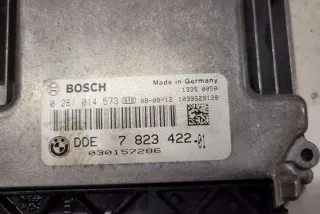 BOSCH
Made in Germany
1335 0050
0 281 014 573 08-08-12 1039S29128
DDE 7 823 422-01
030157286